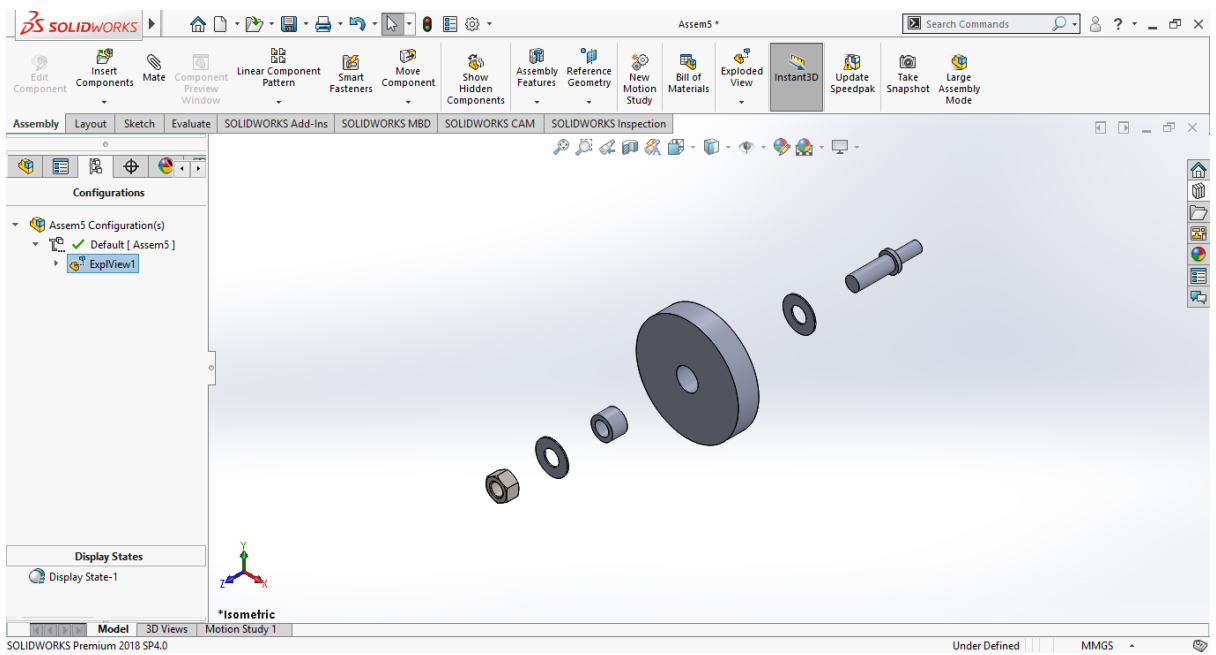 SOLIDWORKS
Assem5 *
Search Commands
?
Edit
Component
Insert
Components
Mate
Component
Preview
Window
Linear Component
Pattern
Smart
Fasteners
Move
Component
Show
Hidden
Components
Assembly
Features
Reference
Geometry
New
Motion
Study
Bill of
Materials
Exploded
View
Instant3D
Update
Speedpak
Take
Snapshot
Large
Assembly
Mode
Assembly
Layout
Sketch
Evaluate
SOLIDWORKS Add-Ins
SOLIDWORKS MBD
SOLIDWORKS CAM
SOLIDWORKS Inspection
Configurations
Assem5 Configuration(s)
Default [ Assem5 ]
ExplView1
Display States
Display State-1
Y
Z
X
*Isometric
Model
3D Views
Motion Study 1
SOLIDWORKS Premium 2018 SP4.0
Under Defined
MMGS